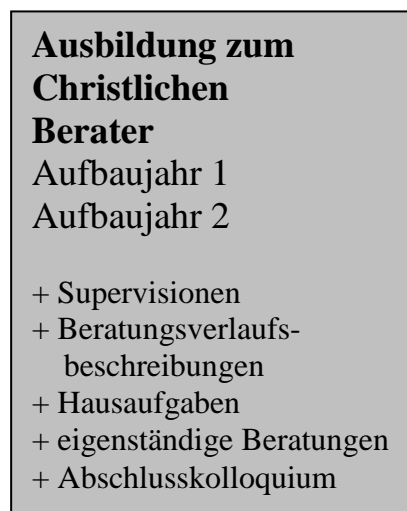 Ausbildung zum
Christlichen
Berater
Aufbaujahr 1
Aufbaujahr 2
+ Supervisionen
+ Beratungsverlaufs-
beschreibungen
+ Hausaufgaben
+ eigenständige Beratungen
+ Abschlusskolloquium